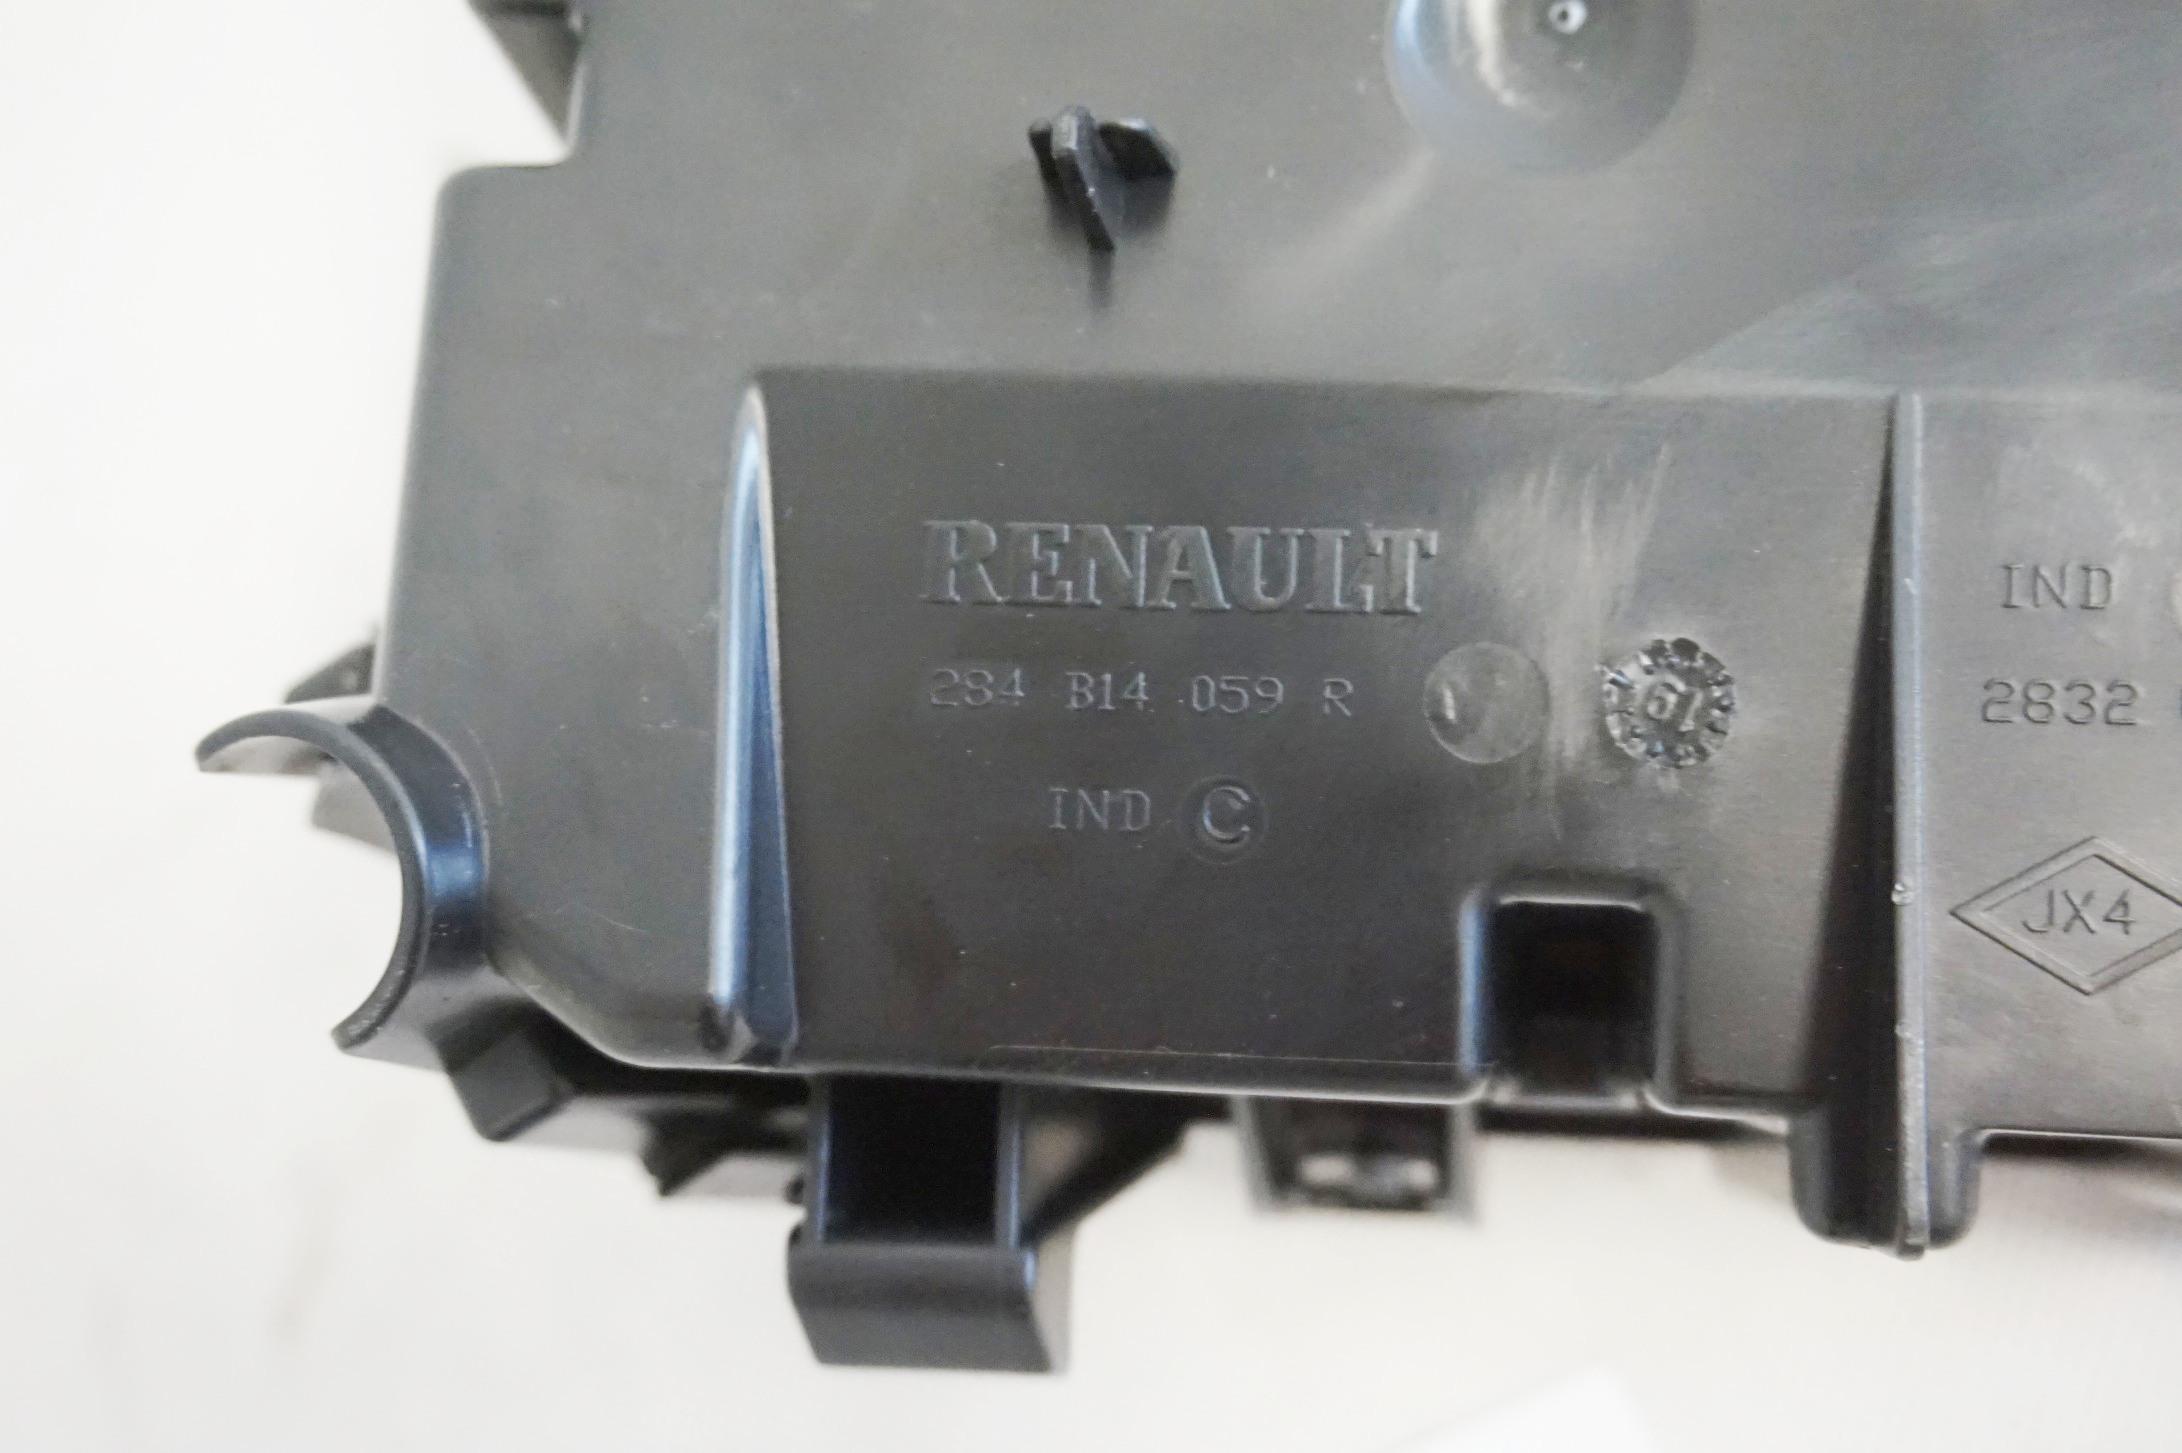 RENAULT
284 B14 059 R
IND C
IND
2832
JX4